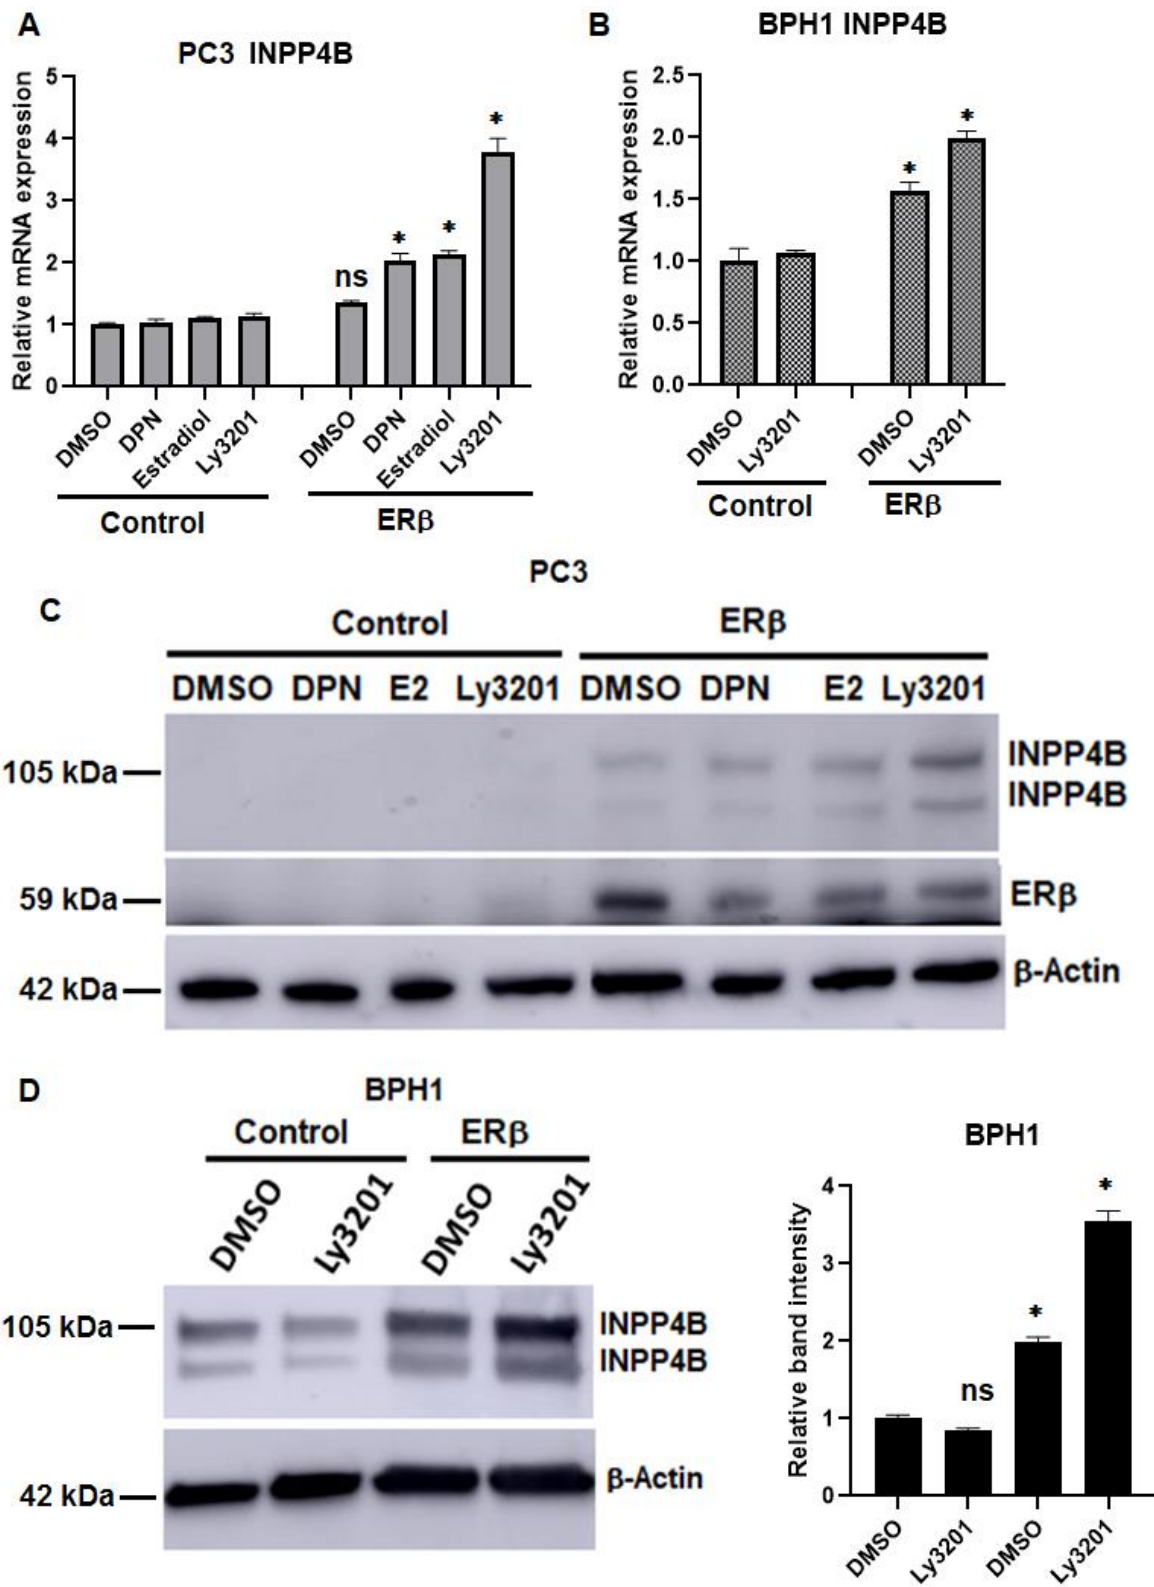 A
PC3 INPP4B
Relative mRNA expression
5
4
3
2
1
0
ns
*
*
*
DMSO
DPN
Estradiol
Ly3201
DMSO
DPN
Estradiol
Ly3201
Control
ERβ
B
BPH1 INPP4B
Relative mRNA expression
2.5
2.0
1.5
1.0
0.5
0.0
*
*
DMSO
Ly3201
DMSO
Ly3201
Control
ERβ
PC3
C
Control
ERβ
DMSO DPN E2 Ly3201 DMSO DPN E2 Ly3201
105 kDa
INPP4B
INPP4B
59 kDa
ERβ
42 kDa
β-Actin
D
BPH1
Control
ERβ
DMSO
Ly3201
DMSO
Ly3201
105 kDa
INPP4B
INPP4B
42 kDa
β-Actin
BPH1
Relative band intensity
4
3
2
1
0
ns
*
*
DMSO
Ly3201
DMSO
Ly3201